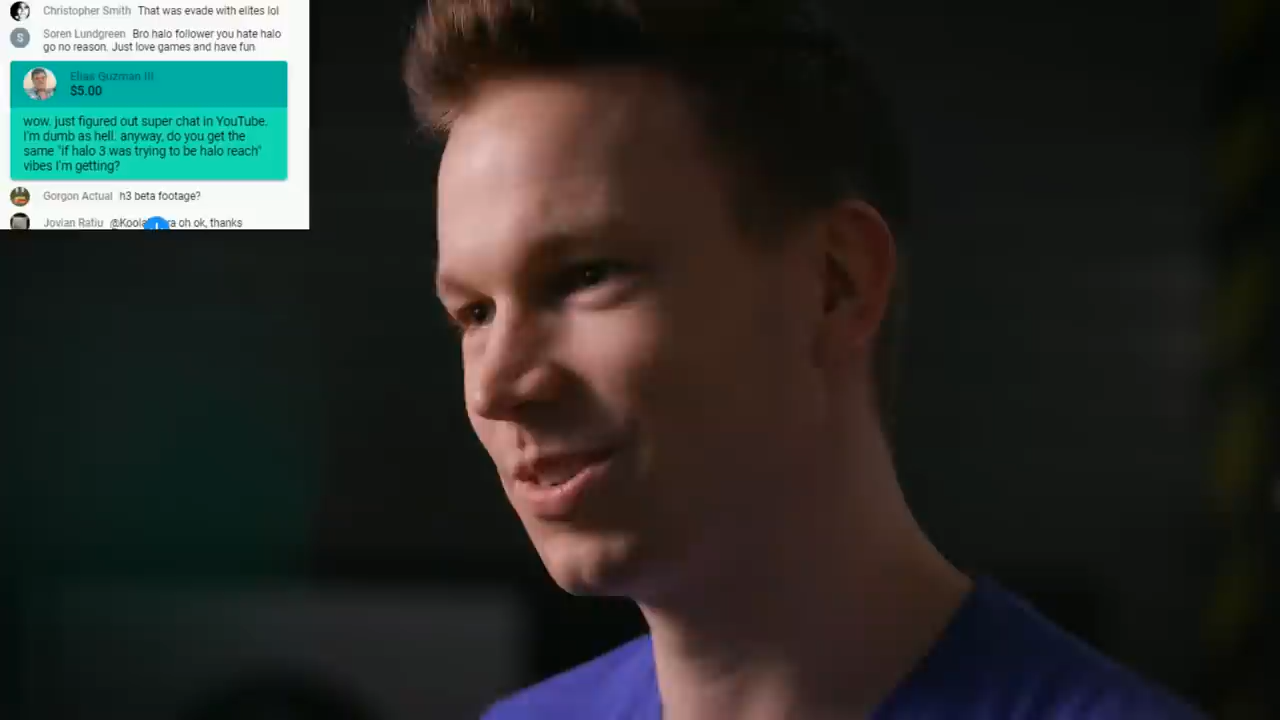 Christopher Smith That was evade with elites lol
Soren Lundgreen Bro halo follower you hate halo
go no reason. Just love games and have fun
S
Elias Guzman III
$5.00
wow. just figured out super chat in YouTube.
I'm dumb as hell. anyway, do you get the
same "if halo 3 was trying to be halo reach"
vibes I'm getting?
Gorgon Actual h3 beta footage?
Jovian Ratiu oh ok, thanks